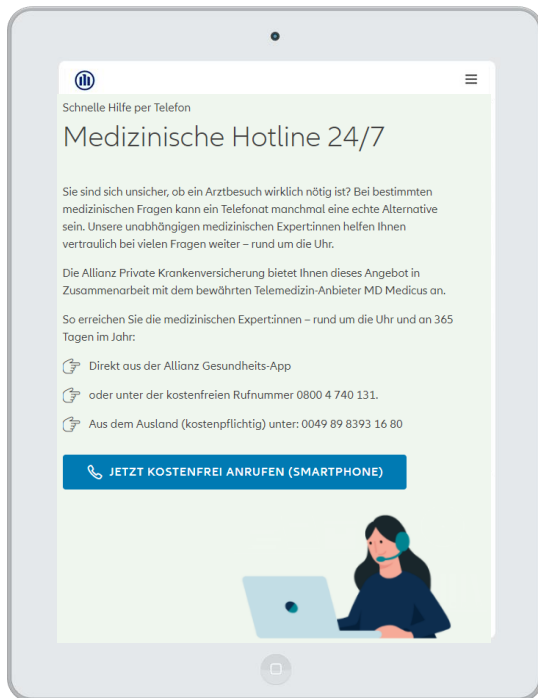 Schnelle Hilfe per Telefon
Medizinische Hotline 24/7
Sie sind sich unsicher, ob ein Arztbesuch wirklich nötig ist? Bei bestimmten
medizinischen Fragen kann ein Telefonat manchmal eine echte Alternative
sein. Unsere unabhängigen medizinischen Expert:innen helfen Ihnen
vertraulich bei vielen Fragen weiter – rund um die Uhr.
Die Allianz Private Krankenversicherung bietet Ihnen dieses Angebot in
Zusammenarbeit mit dem bewährten Telemedizin-Anbieter MD Medicus an.
So erreichen Sie die medizinischen Expert:innen – rund um die Uhr und an 365
Tagen im Jahr:
Direkt aus der Allianz Gesundheits-App
oder unter der kostenfreien Rufnummer 0800 4 740 131.
Aus dem Ausland (kostenpflichtig) unter: 0049 89 8393 16 80
JETZT KOSTENFREI ANRUFEN (SMARTPHONE)